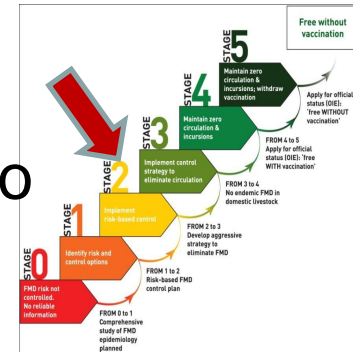 Free without
vaccination
STAGE
5
Maintain zero
circulation &
incursions; withdraw
vaccination
Apply for official
status (OIE):
'free WITHOUT
vaccination'
STAGE
4
Maintain zero
circulation &
incursions
FROM 4 to 5
Apply for official
status (OIE): 'free
WITH vaccination'
STAGE
3
Implement control
strategy to
eliminate circulation
FROM 3 to 4
No endemic FMD in
domestic livestock
STAGE
2
Implement
risk-based control
FROM 2 to 3
Develop aggressive
strategy to
eliminate FMD
STAGE
1
Identify risk and
control options
FROM 1 to 2
Risk-based FMD
control plan
STAGE
0
FMD risk not
controlled.
No reliable
information
FROM 0 to 1
Comprehensive
study of FMD
epidemiology
planned
o